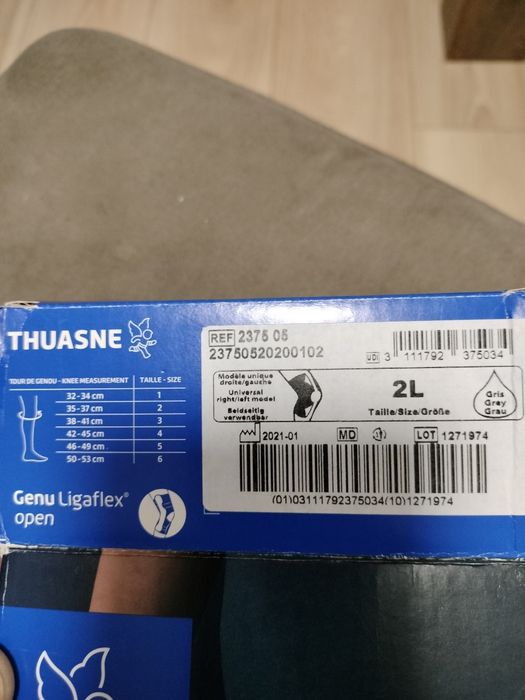 THUASNE
TOUR DE GENOU - KNEE MEASUREMENT TAILLE - SIZE
32-34 cm 1
35-37 cm 2
38-41 cm 3
42-45 cm 4
46-49 cm 5
50-53 cm 6
Genu Ligaflex®
open
REF 2375 05
23750520200102
UDI 3 111792 375034
Modèle unique
droite/gauche
Universal
right/left model
Beidseitig
verwendbar
2L
Taille/Size/Größe
Gris
Grey
Grau
2021-01 MD LOT 1271974
(01)03111792375034(10)1271974